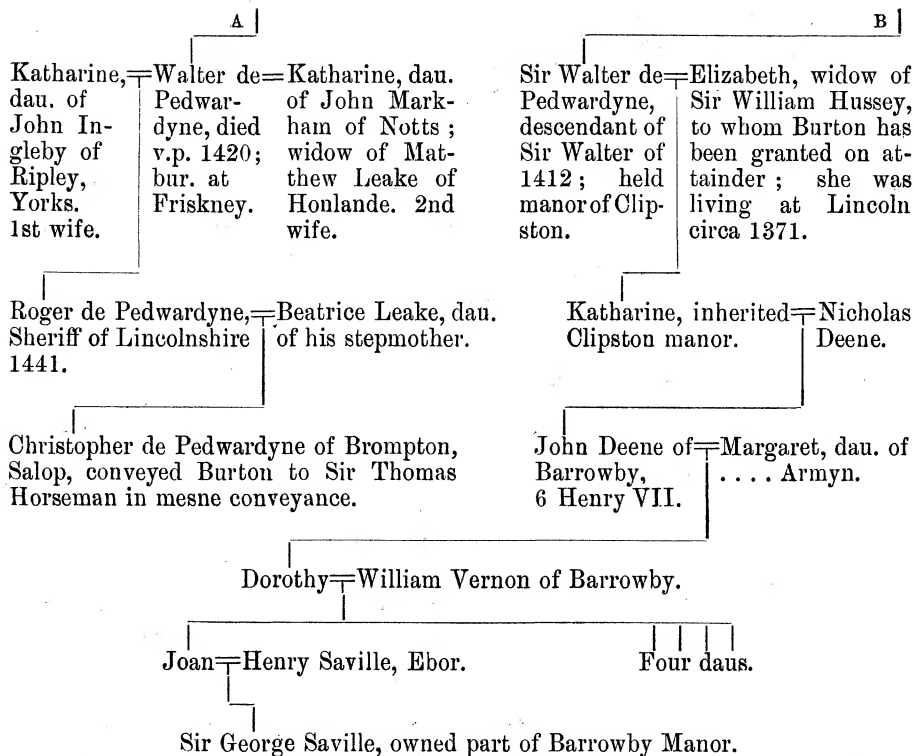 A
B
Katharine,
dau. of
John In-
gleby of
Ripley,
Yorks.
1st wife.
Walter de
Pedwar-
dyne, died
v.p. 1420;
bur. at
Friskney.
Katharine, dau.
of John Mark-
ham of Notts ;
widow of Mat-
thew Leake of
Honlande. 2nd
wife.
Sir Walter de
Pedwardyne,
descendant of
Sir Walter of
1412 ; held
manor of Clip-
ston.
Elizabeth, widow of
Sir William Hussey,
to whom Burton has
been granted on at-
tainder ; she was
living at Lincoln
circa 1371.
Roger de Pedwardyne,
Sheriff of Lincolnshire
1441.
Beatrice Leake, dau.
of his stepmother.
Katharine, inherited
Clipston manor.
Nicholas
Deene.
Christopher de Pedwardyne of Brompton,
Salop, conveyed Burton to Sir Thomas
Horseman in mesne conveyance.
John Deene of
Barrowby,
6 Henry VII.
Margaret, dau. of
.... Armyn.
Dorothy=William Vernon of Barrowby.
Joan=Henry Saville, Ebor.
Four daus.
Sir George Saville, owned part of Barrowby Manor.